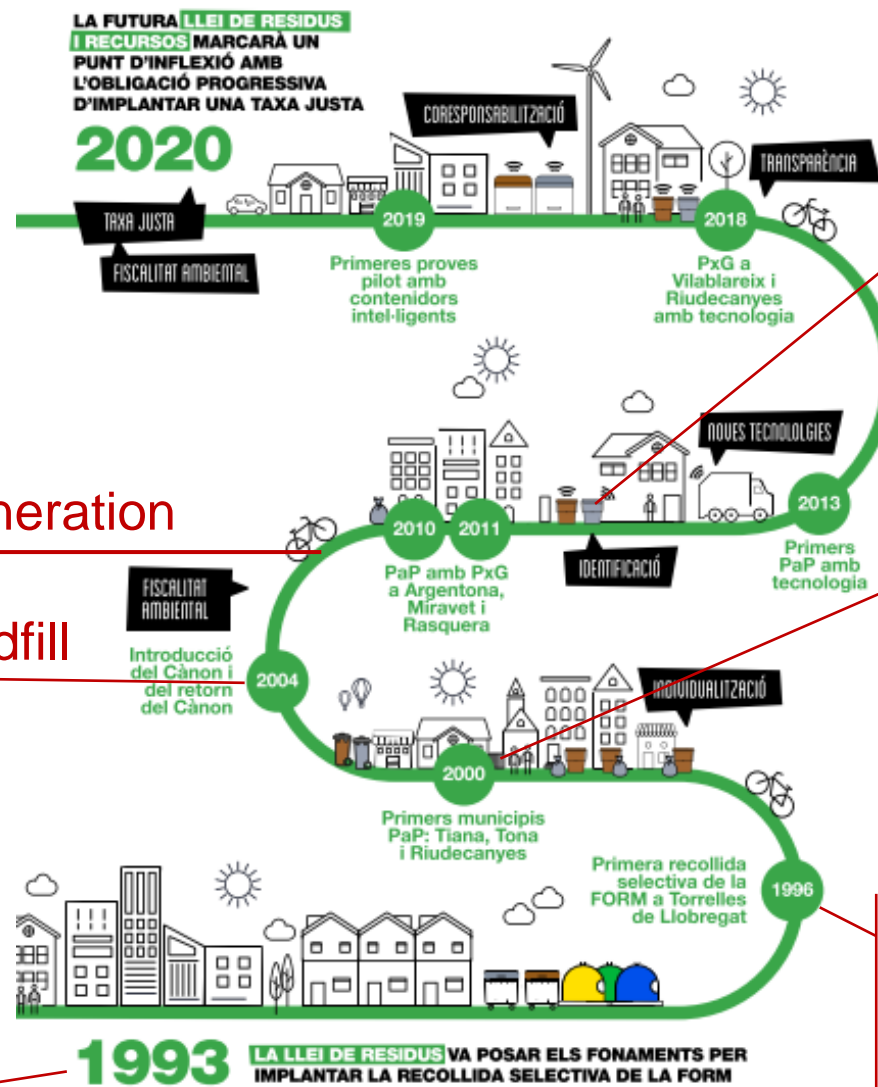 LA FUTURA LLEI DE RESIDUS
I RECURSOS MARCARÀ UN
PUNT D'INFLEXIÓ AMB
L'OBLIGACIÓ PROGRESSIVA
D'IMPLANTAR UNA TAXA JUSTA
2020
CORESPONSABILITZACIÓ
TRANSPARÈNCIA
TAXA JUSTA
FISCALITAT AMBIENTAL
2019
Primeres proves
pilot amb
contenidors
intel·ligents
2018
PxG a
Vilablareix i
Riudecanyes
amb tecnologia
NOUES TECNOLOLGIES
neration
2010
2011
PaP amb PxG
a Argentona,
Miravet i
Rasquera
IDENTIFICACIÓ
2013
Primers
PaP amb
tecnologia
FISCALITAT
AMBIENTAL
dfill
Introducció
del Cànon i
del retorn
del Cànon
2004
INDIVIDUALITZACIÓ
2000
Primers municipis
PaP: Tiana, Tona
i Riudecanyes
Primera recollida
selectiva de la
FORM a Torrelles
de Llobregat
1996
1993
LA LLEI DE RESIDUS VA POSAR ELS FONAMENTS PER
IMPLANTAR LA RECOLLIDA SELECTIVA DE LA FORM